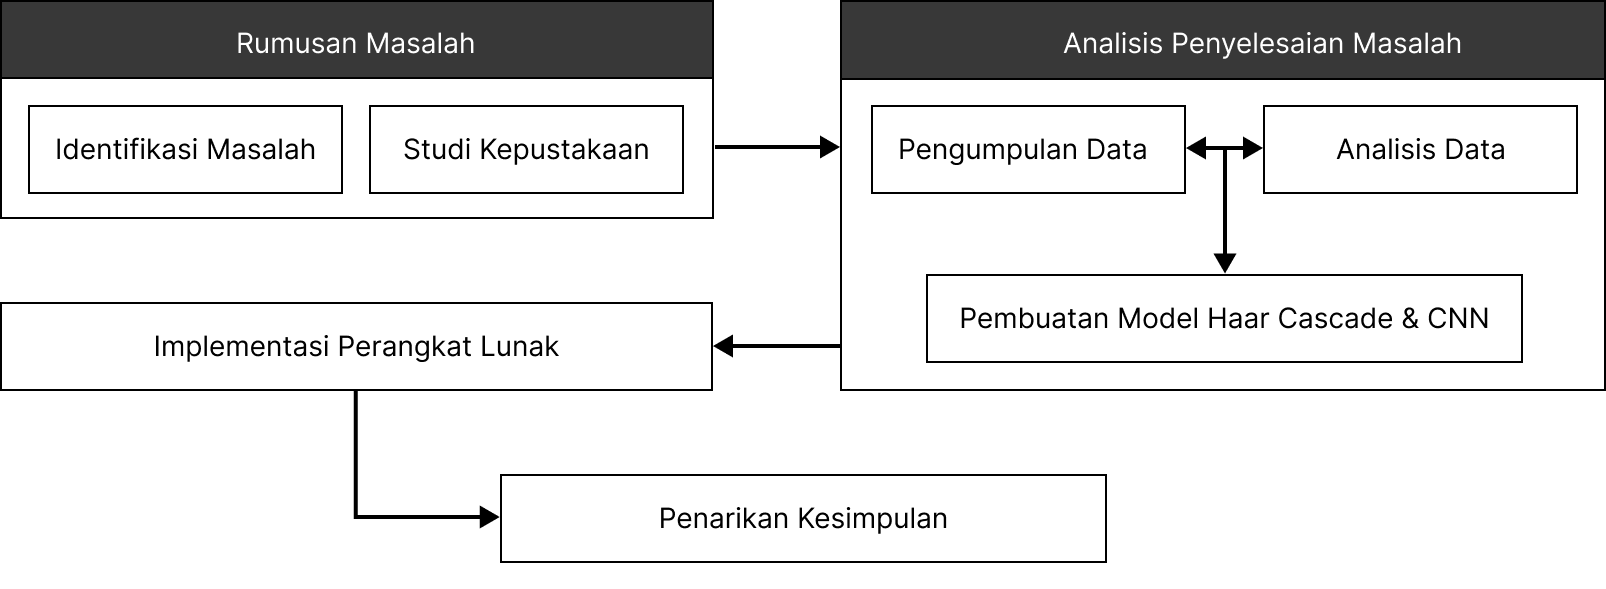 Rumusan Masalah
Identifikasi Masalah
Studi Kepustakaan
Analisis Penyelesaian Masalah
Pengumpulan Data
Analisis Data
Pembuatan Model Haar Cascade & CNN
Implementasi Perangkat Lunak
Penarikan Kesimpulan